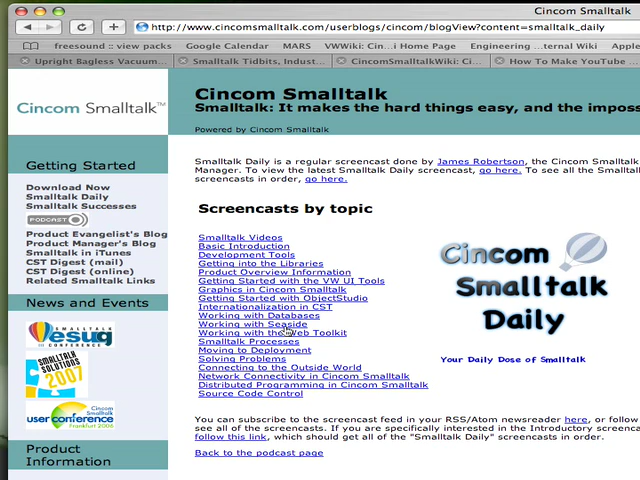 Cincom Smalltalk
http://www.cincomsmalltalk.com/userblogs/cincom/blogView?content=smalltalk_daily
freesound :: view packs Google Calendar MARS VWWiki: Cin...i Home Page Engineering ...ternal Wiki Apple
Upright Bagless Vacuum... Smalltalk Tidbits, Indust... CincomSmalltalkWiki: Ci... How To Make YouTube
Cincom Smalltalk™
Cincom Smalltalk
Smalltalk: It makes the hard things easy, and the imposs
Powered by Cincom Smalltalk
Getting Started
Download Now
Smalltalk Daily
Smalltalk Successes
PODCAST
Product Evangelist's Blog
Product Manager's Blog
Smalltalk in iTunes
CST Digest (mail)
CST Digest (online)
Related Smalltalk Links
News and Events
SMALLTALK
esug
CONFERENCE
SMALLTALK
SOLUTIONS
2007
Cincom
Smalltalk
user conference
Frankfurt 2006
Product
Information
Smalltalk Daily is a regular screencast done by James Robertson, the Cincom Smalltalk
Manager. To view the latest Smalltalk Daily screencast, go here. To see all the Smallta
screencasts in order, go here.
Screencasts by topic
Smalltalk Videos
Basic Introduction
Development Tools
Getting into the Libraries
Product Overview Information
Getting Started with the VW UI Tools
Graphics in Cincom Smalltalk
Getting Started with ObjectStudio
Internationalization in CST
Working with Databases
Working with Seaside
Working with the Web Toolkit
Smalltalk Processes
Moving to Deployment
Solving Problems
Connecting to the Outside World
Network Connectivity in Cincom Smalltalk
Distributed Programming in Cincom Smalltalk
Source Code Control
Cincom
Smalltalk
Daily
Your Daily Dose of Smalltalk
You can subscribe to the screencast feed in your RSS/Atom newsreader here, or follow
see all of the screencasts. If you are specifically interested in the Introductory screenca
follow this link, which should get all of the "Smalltalk Daily" screencasts in order.
Back to the podcast page